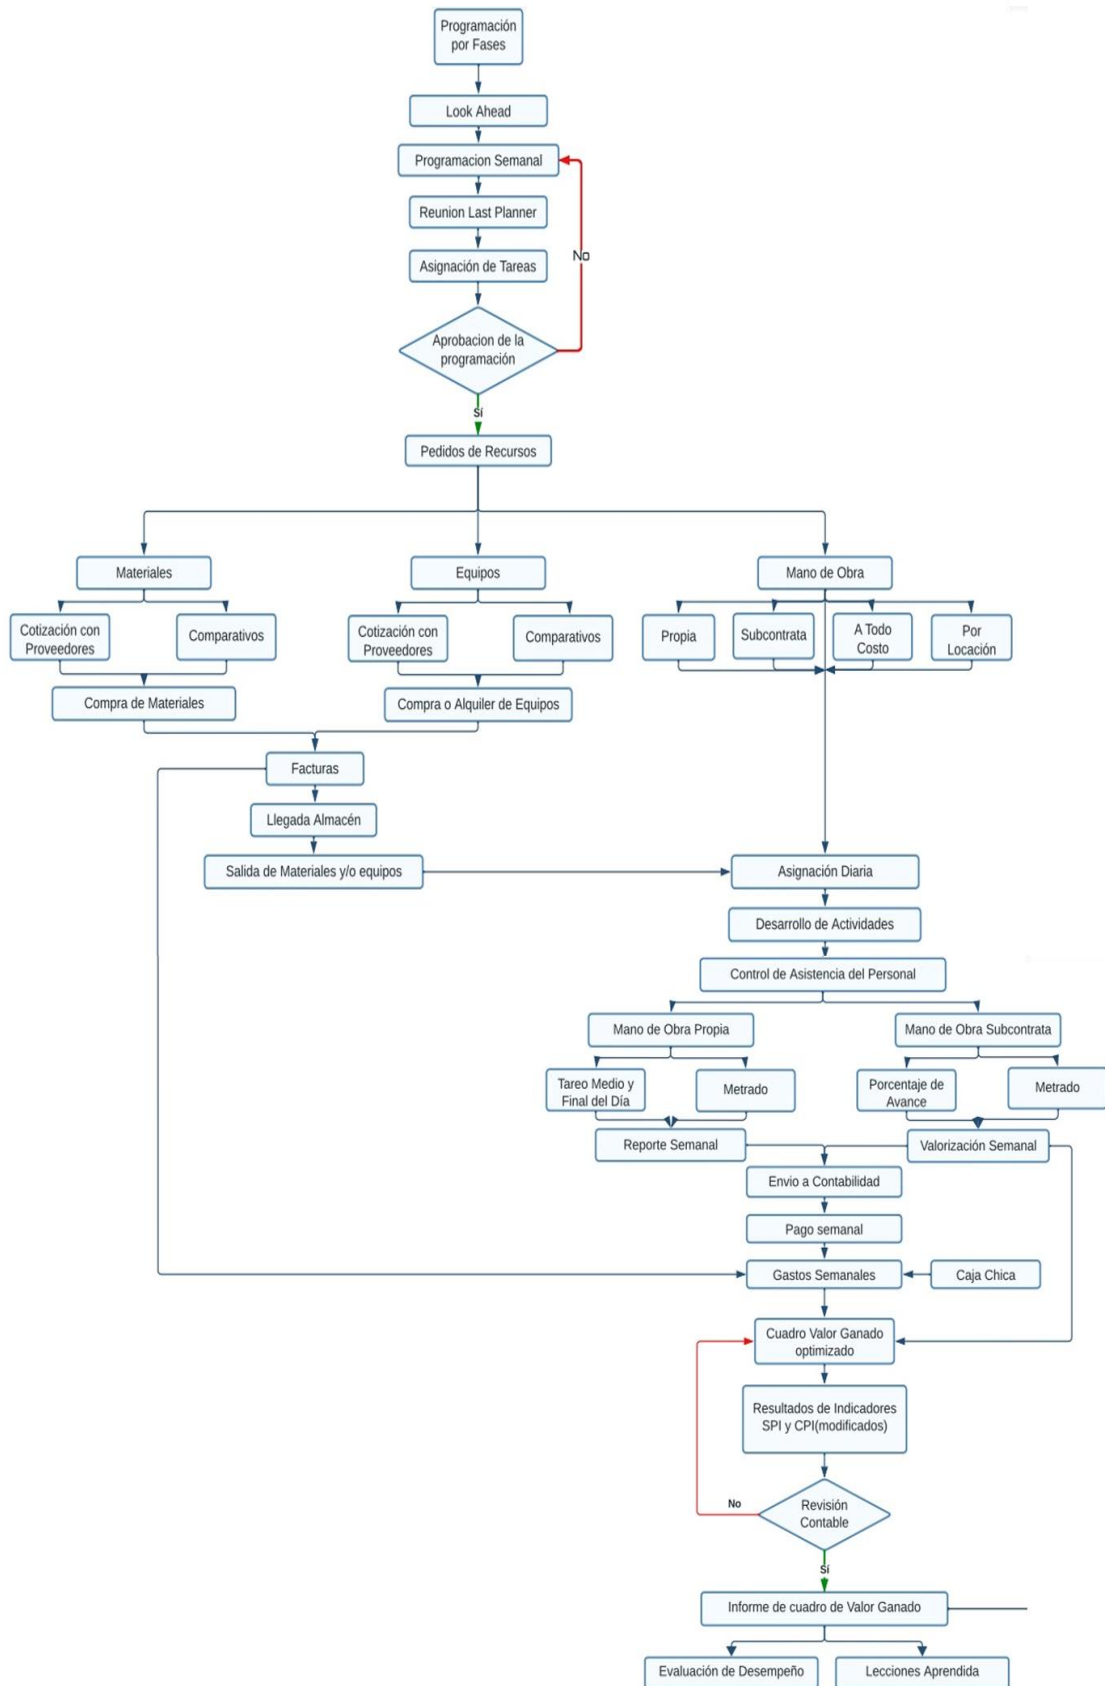 Programación
por Fases
Look Ahead
Programacion Semanal
Reunion Last Planner
No
Asignación de Tareas
Aprobacion de la
programación
sí
Pedidos de Recursos
Materiales
Equipos
Mano de Obra
Cotización con
Proveedores
Comparativos
Cotización con
Proveedores
Comparativos
Propia
Subcontrata
A Todo
Costo
Por
Locación
Compra de Materiales
Compra o Alquiler de Equipos
Facturas
Llegada Almacén
Salida de Materiales y/o equipos
Asignación Diaria
Desarrollo de Actividades
Control de Asistencia del Personal
Mano de Obra Propia
Mano de Obra Subcontrata
Tareo Medio y
Final del Día
Metrado
Porcentaje de
Avance
Metrado
Reporte Semanal
Valorización Semanal
Envio a Contabilidad
Pago semanal
Gastos Semanales
Caja Chica
Cuadro Valor Ganado
optimizado
Resultados de Indicadores
SPI y CPI(modificados)
No
Revisión
Contable
sí
Informe de cuadro de Valor Ganado
Evaluación de Desempeño
Lecciones Aprendida